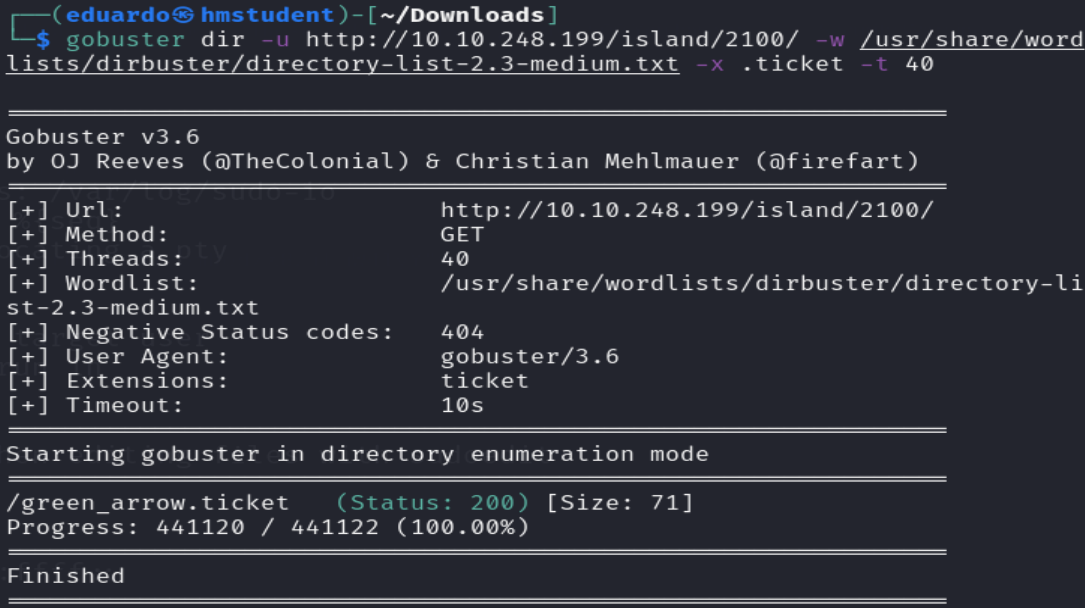 ┌──(eduardo㉿hmstudent)-[~/Downloads]
└─$ gobuster dir -u http://10.10.248.199/island/2100/ -w /usr/share/word
lists/dirbuster/directory-list-2.3-medium.txt -x .ticket -t 40
===============================================================
Gobuster v3.6
by OJ Reeves (@TheColonial) & Christian Mehlmauer (@firefart)
===============================================================
[+] Url:                     http://10.10.248.199/island/2100/
[+] Method:                  GET
[+] Threads:                 40
[+] Wordlist:                /usr/share/wordlists/dirbuster/directory-li
st-2.3-medium.txt
[+] Negative Status codes:   404
[+] User Agent:              gobuster/3.6
[+] Extensions:              ticket
[+] Timeout:                 10s
===============================================================
Starting gobuster in directory enumeration mode
===============================================================
/green_arrow.ticket   (Status: 200) [Size: 71]
Progress: 441120 / 441122 (100.00%)
===============================================================
Finished
===============================================================